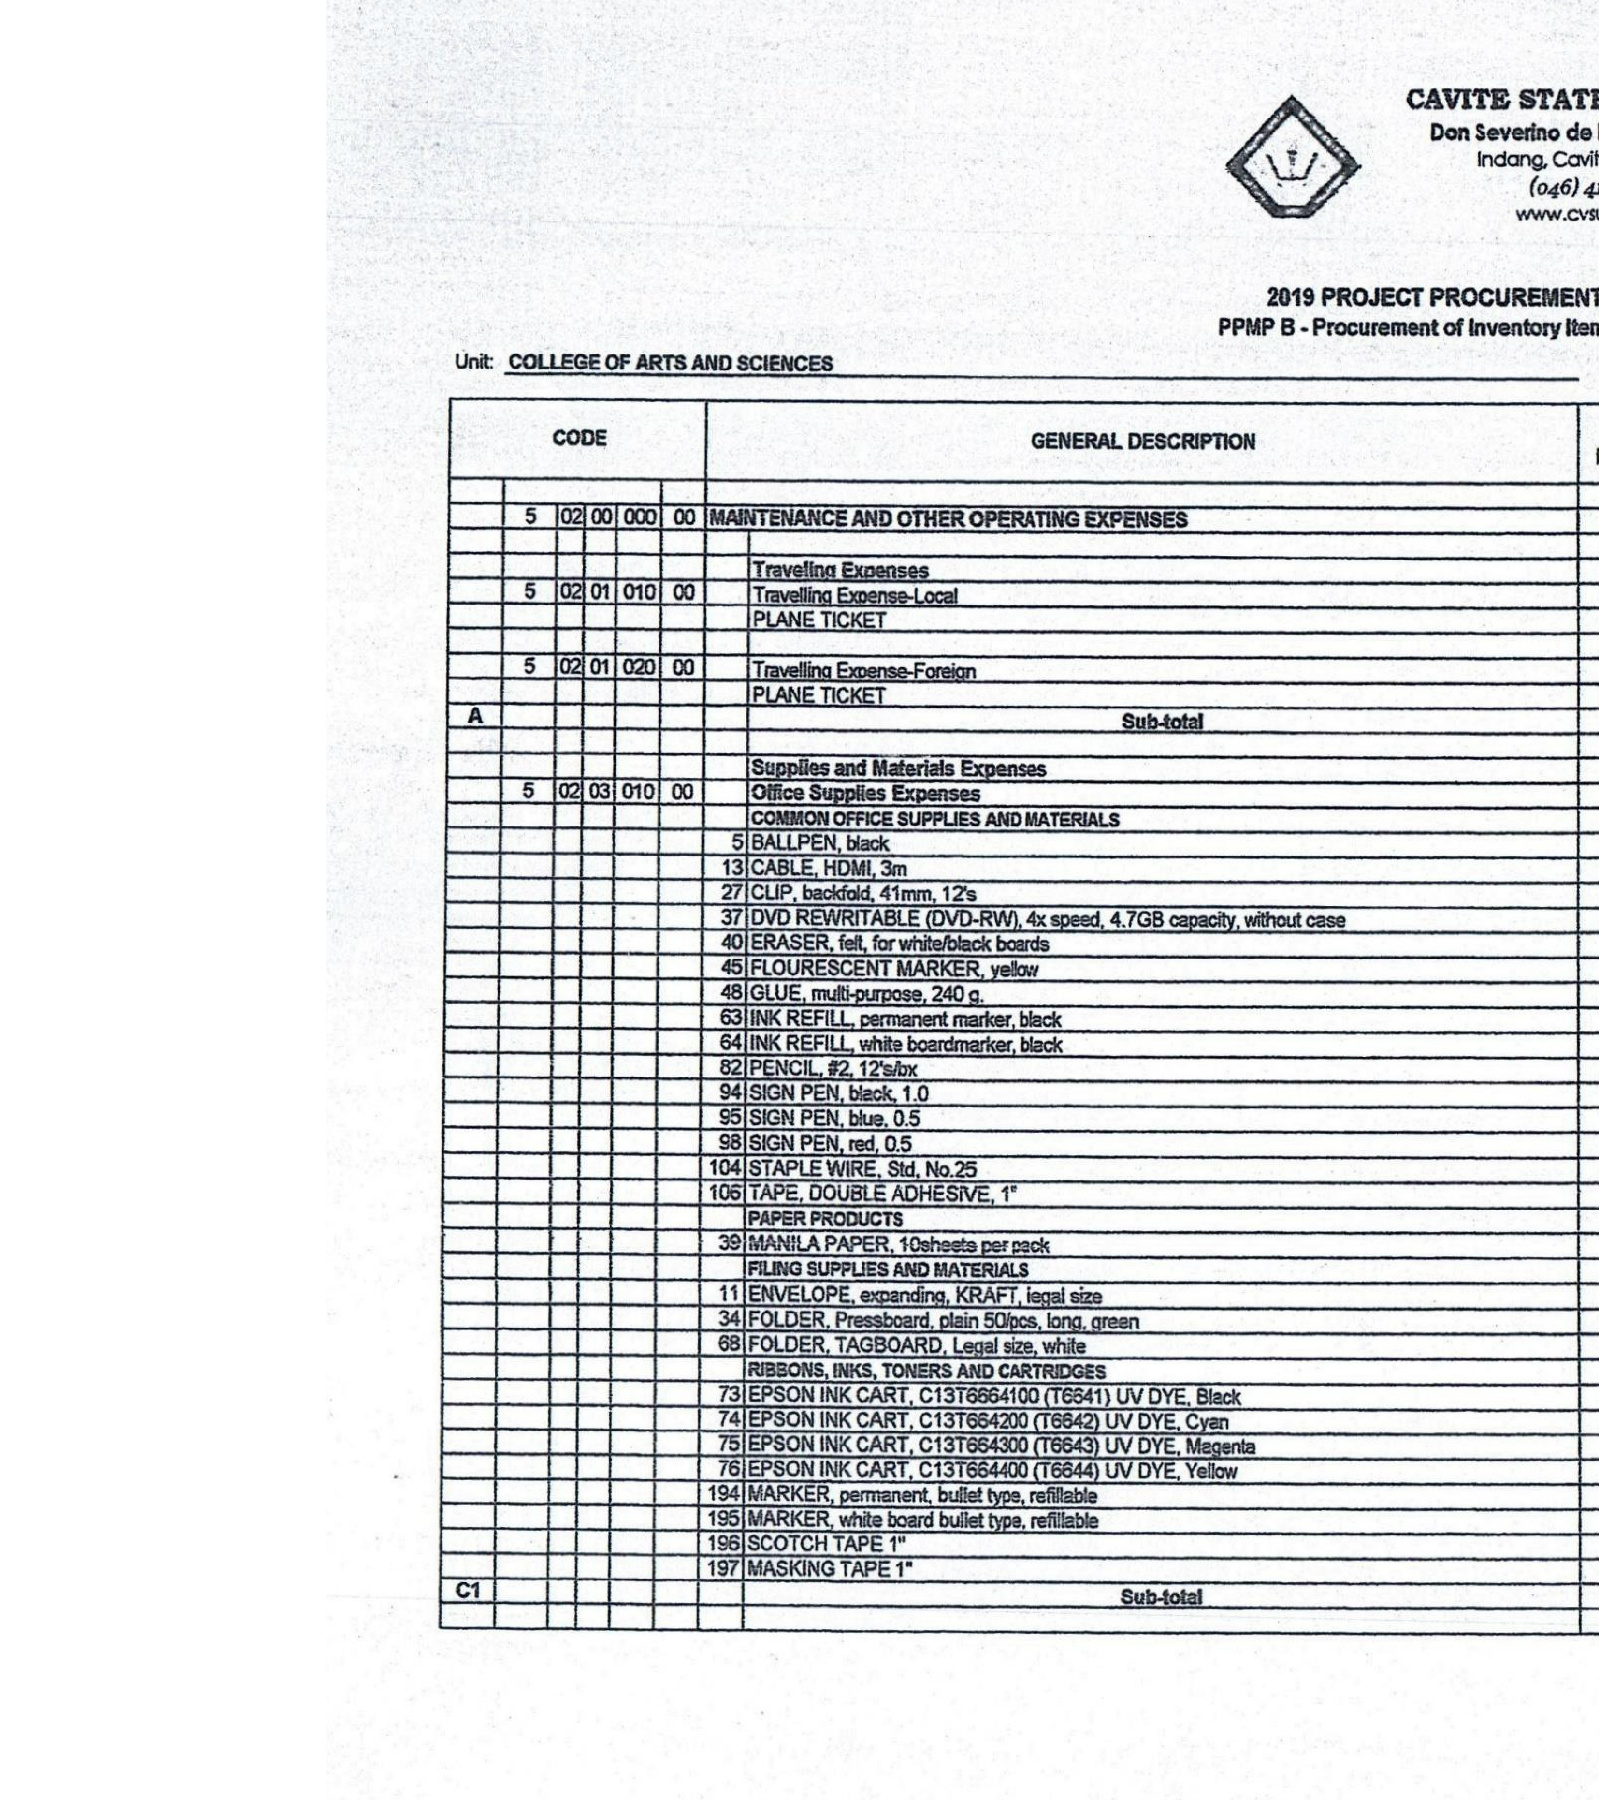 CAVITE STATE
Don Severino de
Indang, Cavit
(046) 4
www.cvsu
2019 PROJECT PROCUREMENT
PPMP B - Procurement of Inventory Item
Unit: COLLEGE OF ARTS AND SCIENCES
CODE GENERAL DESCRIPTION
5 02 00 000 00 MAINTENANCE AND OTHER OPERATING EXPENSES
Traveling Expenses
5 02 01 010 00 Travelling Expense-Local
PLANE TICKET
5 02 01 020 00 Travelling Expense-Foreign
PLANE TICKET
A Sub-total
Supplies and Materials Expenses
5 02 03 010 00 Office Supplies Expenses
COMMON OFFICE SUPPLIES AND MATERIALS
5 BALLPEN, black
13 CABLE, HDMI, 3m
27 CLIP, backfold, 41mm, 12's
37 DVD REWRITABLE (DVD-RW), 4x speed, 4.7GB capacity, without case
40 ERASER, felt, for white/black boards
45 FLOURESCENT MARKER, yellow
48 GLUE, multi-purpose, 240 g.
63 INK REFILL, permanent marker, black
64 INK REFILL, white boardmarker, black
82 PENCIL, #2, 12's/bx
94 SIGN PEN, black, 1.0
95 SIGN PEN, blue, 0.5
98 SIGN PEN, red, 0.5
104 STAPLE WIRE, Std, No.25
106 TAPE, DOUBLE ADHESIVE, 1"
PAPER PRODUCTS
39 MANILA PAPER, 10sheets per pack
FILING SUPPLIES AND MATERIALS
11 ENVELOPE, expanding, KRAFT, legal size
34 FOLDER, Pressboard, plain 50/pcs, long, green
68 FOLDER, TAGBOARD, Legal size, white
RIBBONS, INKS, TONERS AND CARTRIDGES
73 EPSON INK CART, C13T6664100 (T6641) UV DYE, Black
74 EPSON INK CART, C13T664200 (T6642) UV DYE, Cyan
75 EPSON INK CART, C13T664300 (T6643) UV DYE, Magenta
76 EPSON INK CART, C13T664400 (T6644) UV DYE, Yellow
194 MARKER, permanent, bullet type, refillable
195 MARKER, white board bullet type, refillable
196 SCOTCH TAPE 1"
197 MASKING TAPE 1"
C1 Sub-total